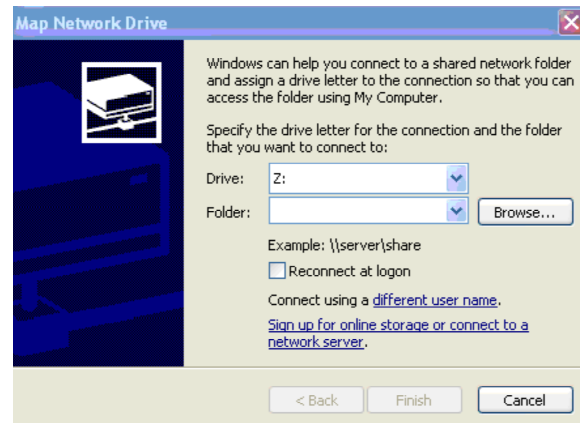 Map Network Drive
Windows can help you connect to a shared network folder
and assign a drive letter to the connection so that you can
access the folder using My Computer.
Specify the drive letter for the connection and the folder
that you want to connect to:
Drive: Z:
Folder: Browse...
Example: \\server\share
Reconnect at logon
Connect using a different user name.
Sign up for online storage or connect to a
network server.
< Back Finish Cancel